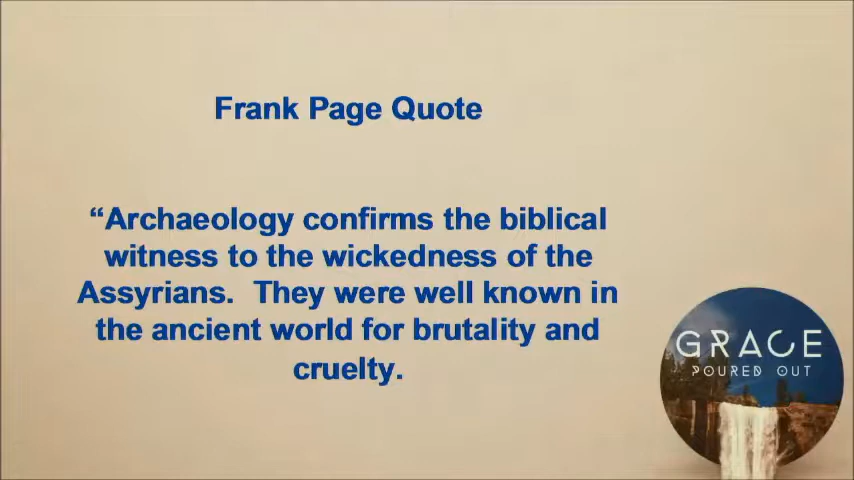 Frank Page Quote
“Archaeology confirms the biblical
witness to the wickedness of the
Assyrians.  They were well known in
the ancient world for brutality and
cruelty.
GRACE
POURED OUT